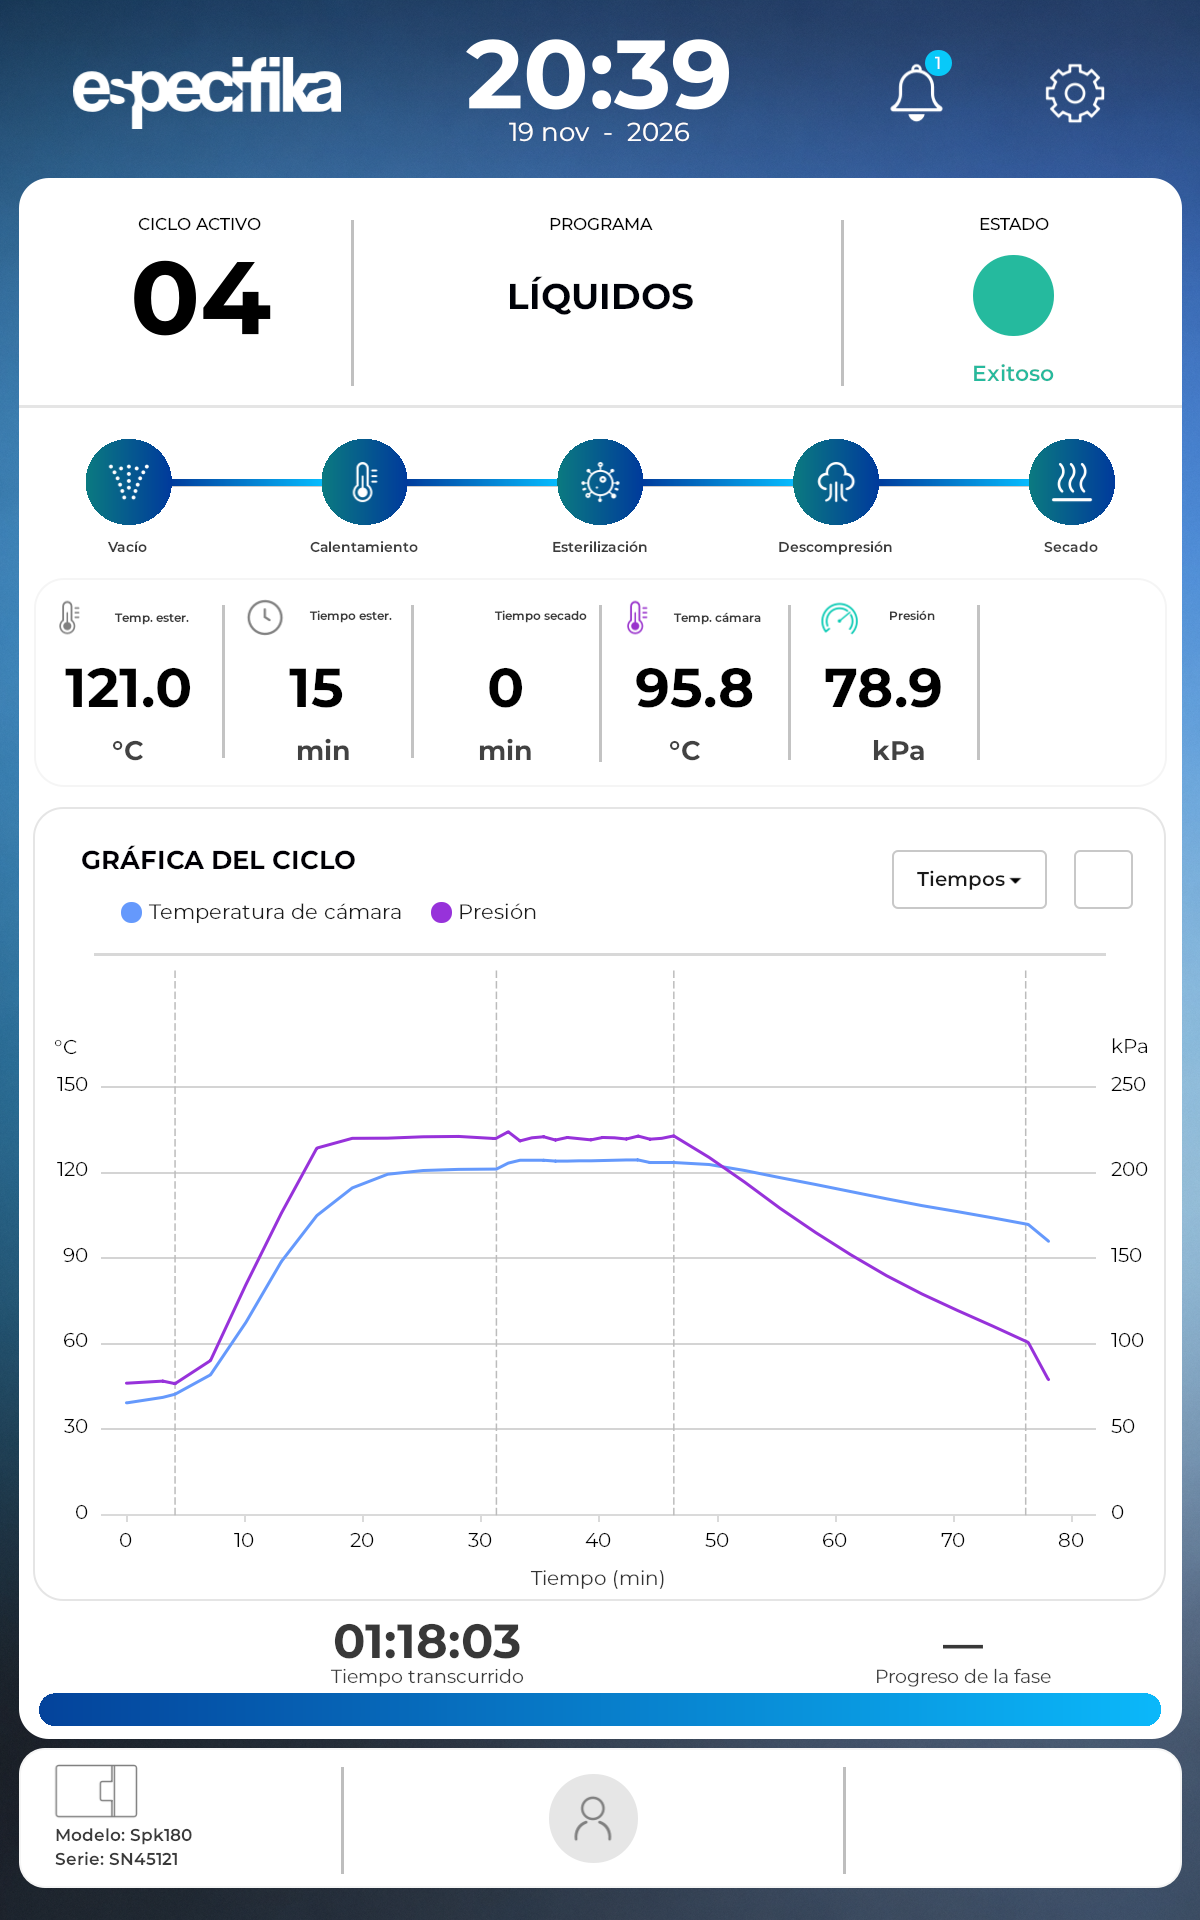 especifika
20:39
1
19 nov - 2026
CICLO ACTIVO
PROGRAMA
ESTADO
04
LÍQUIDOS
Exitoso
Vacío
Calentamiento
Esterilización
Descompresión
Secado
Temp. ester.
Tiempo ester.
Tiempo secado
Temp. cámara
Presión
121.0
15
0
95.8
78.9
°C
min
min
°C
kPa
GRÁFICA DEL CICLO
Tiempos
Temperatura de cámara
Presión
°C
kPa
150
250
120
200
90
150
60
100
30
50
0
0
0 10 20 30 40 50 60 70 80
Tiempo (min)
01:18:03
—
Tiempo transcurrido
Progreso de la fase
Modelo: Spk180
Serie: SN45121